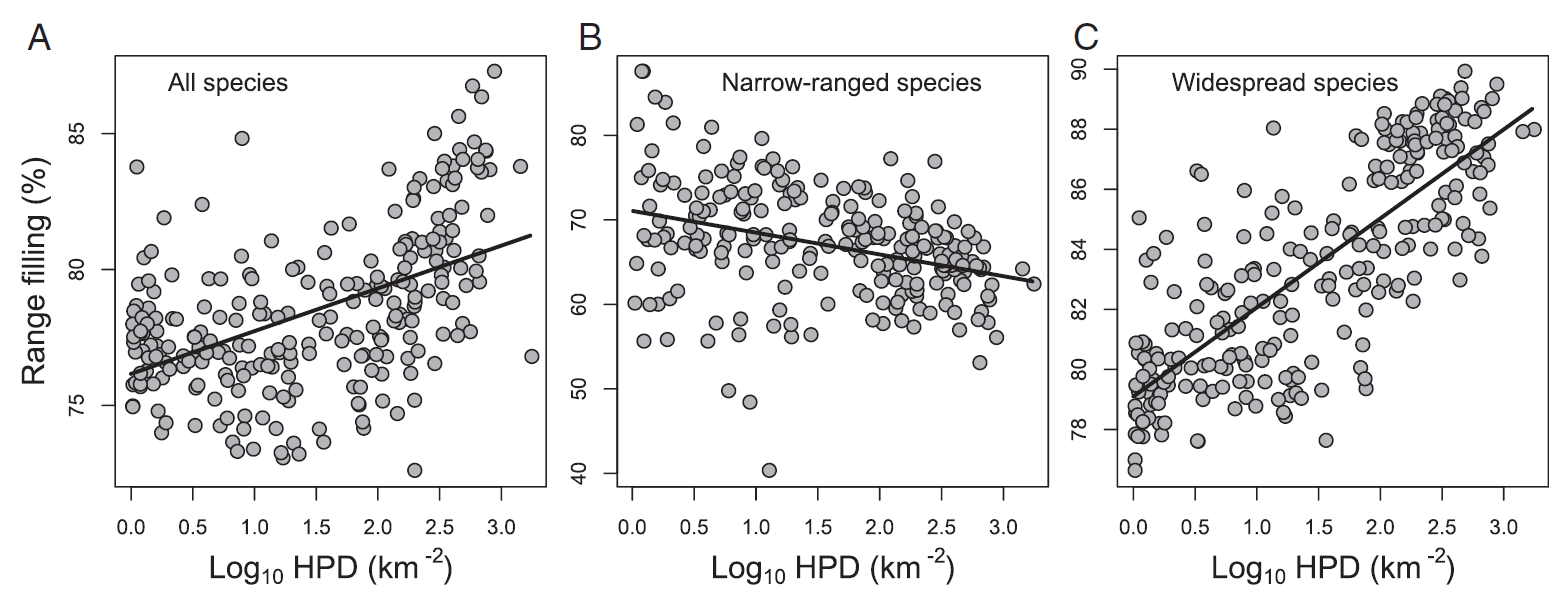 A
All species
Range filling (%)
85
80
75
0.0 0.5 1.0 1.5 2.0 2.5 3.0
Log10 HPD (km-2)
B
Narrow-ranged species
80
70
60
50
40
0.0 0.5 1.0 1.5 2.0 2.5 3.0
Log10 HPD (km-2)
C
Widespread species
90
88
86
84
82
80
78
0.0 0.5 1.0 1.5 2.0 2.5 3.0
Log10 HPD (km-2)